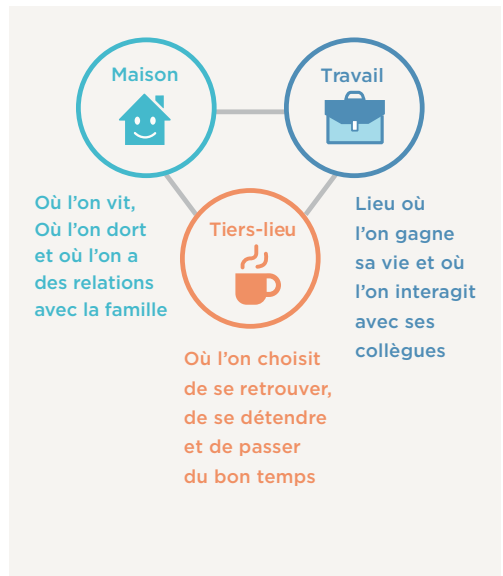 Maison
Travail
Où l'on vit,
Où l'on dort
et où l'on a
des relations
avec la famille
Tiers-lieu
Lieu où
l'on gagne
sa vie et où
l'on interagit
avec ses
collègues
Où l'on choisit
de se retrouver,
de se détendre
et de passer
du bon temps